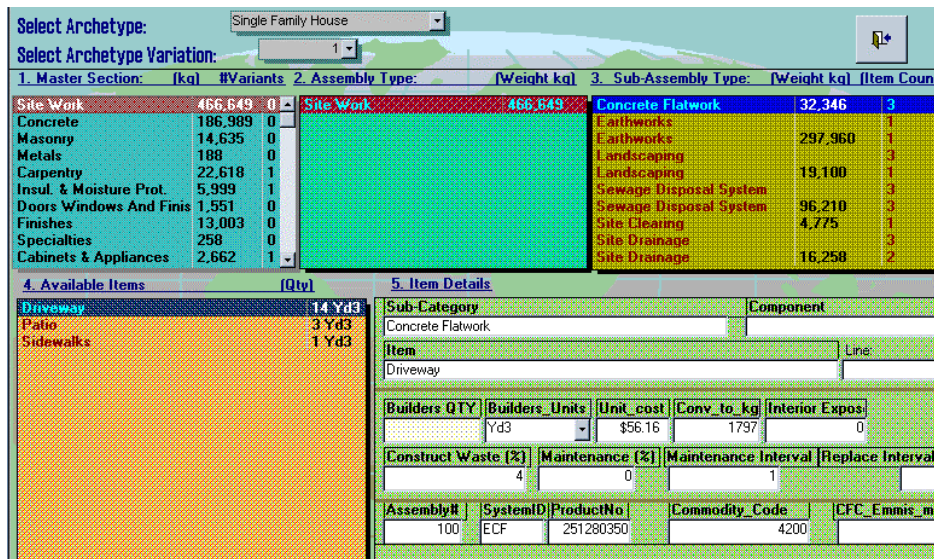 Select Archetype: Single Family House
Select Archetype Variation: 1
1. Master Section: (kg) #Variants 2. Assembly Type: (Weight kg) 3. Sub-Assembly Type: (Weight kg) (Item Coun
Site Work 466,649 0 Site Work 466,649 Concrete Flatwork 32,346 3
Concrete 186,989 0 Earthworks 1
Masonry 14,635 0 Earthworks 297,960 1
Metals 188 0 Landscaping 3
Carpentry 22,618 1 Landscaping 19,100 1
Insul. & Moisture Prot. 5,999 1 Sewage Disposal System 3
Doors Windows And Finis 1,551 0 Sewage Disposal System 96,210 3
Finishes 13,003 0 Site Clearing 4,775 1
Specialties 258 0 Site Drainage 3
Cabinets & Appliances 2,662 1 Site Drainage 16,258 2
4. Available Items (Qty) 5. Item Details
Driveway 14 Yd3 Sub-Category Component
Patio 3 Yd3 Concrete Flatwork
Sidewalks 1 Yd3
Item Line:
Driveway
Builders QTY Builders_Units Unit_cost Conv_to_kg Interior Expos
Yd3 $56.16 1797 0
Construct Waste (%) Maintenance (%) Maintenance Interval Replace Interval
4 0 1
Assembly# SystemID ProductNo Commodity_Code CFC_Emmis_m
100 ECF 251280350 4200